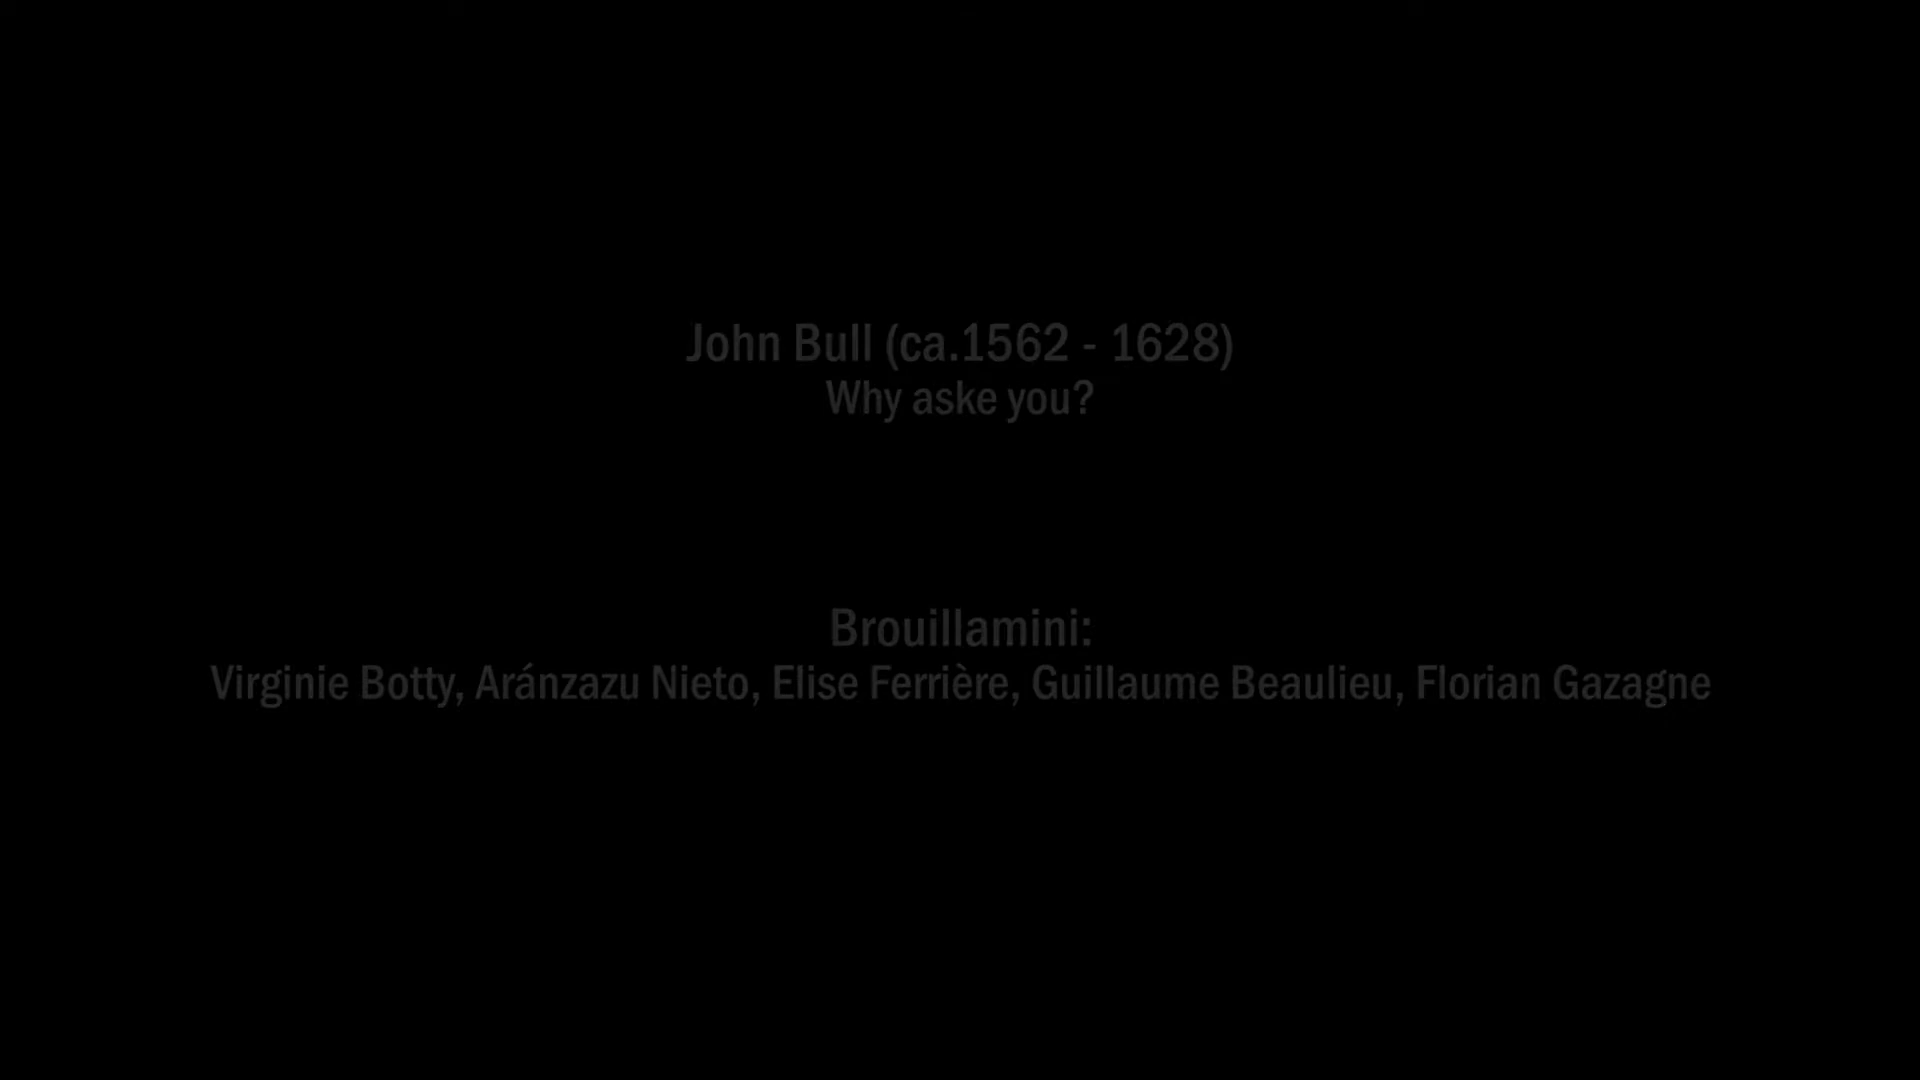 John Bull (ca.1562 - 1628)
Why aske you?
Brouillamini:
Virginie Botty, Aránzazu Nieto, Elise Ferrière, Guillaume Beaulieu, Florian Gazagne